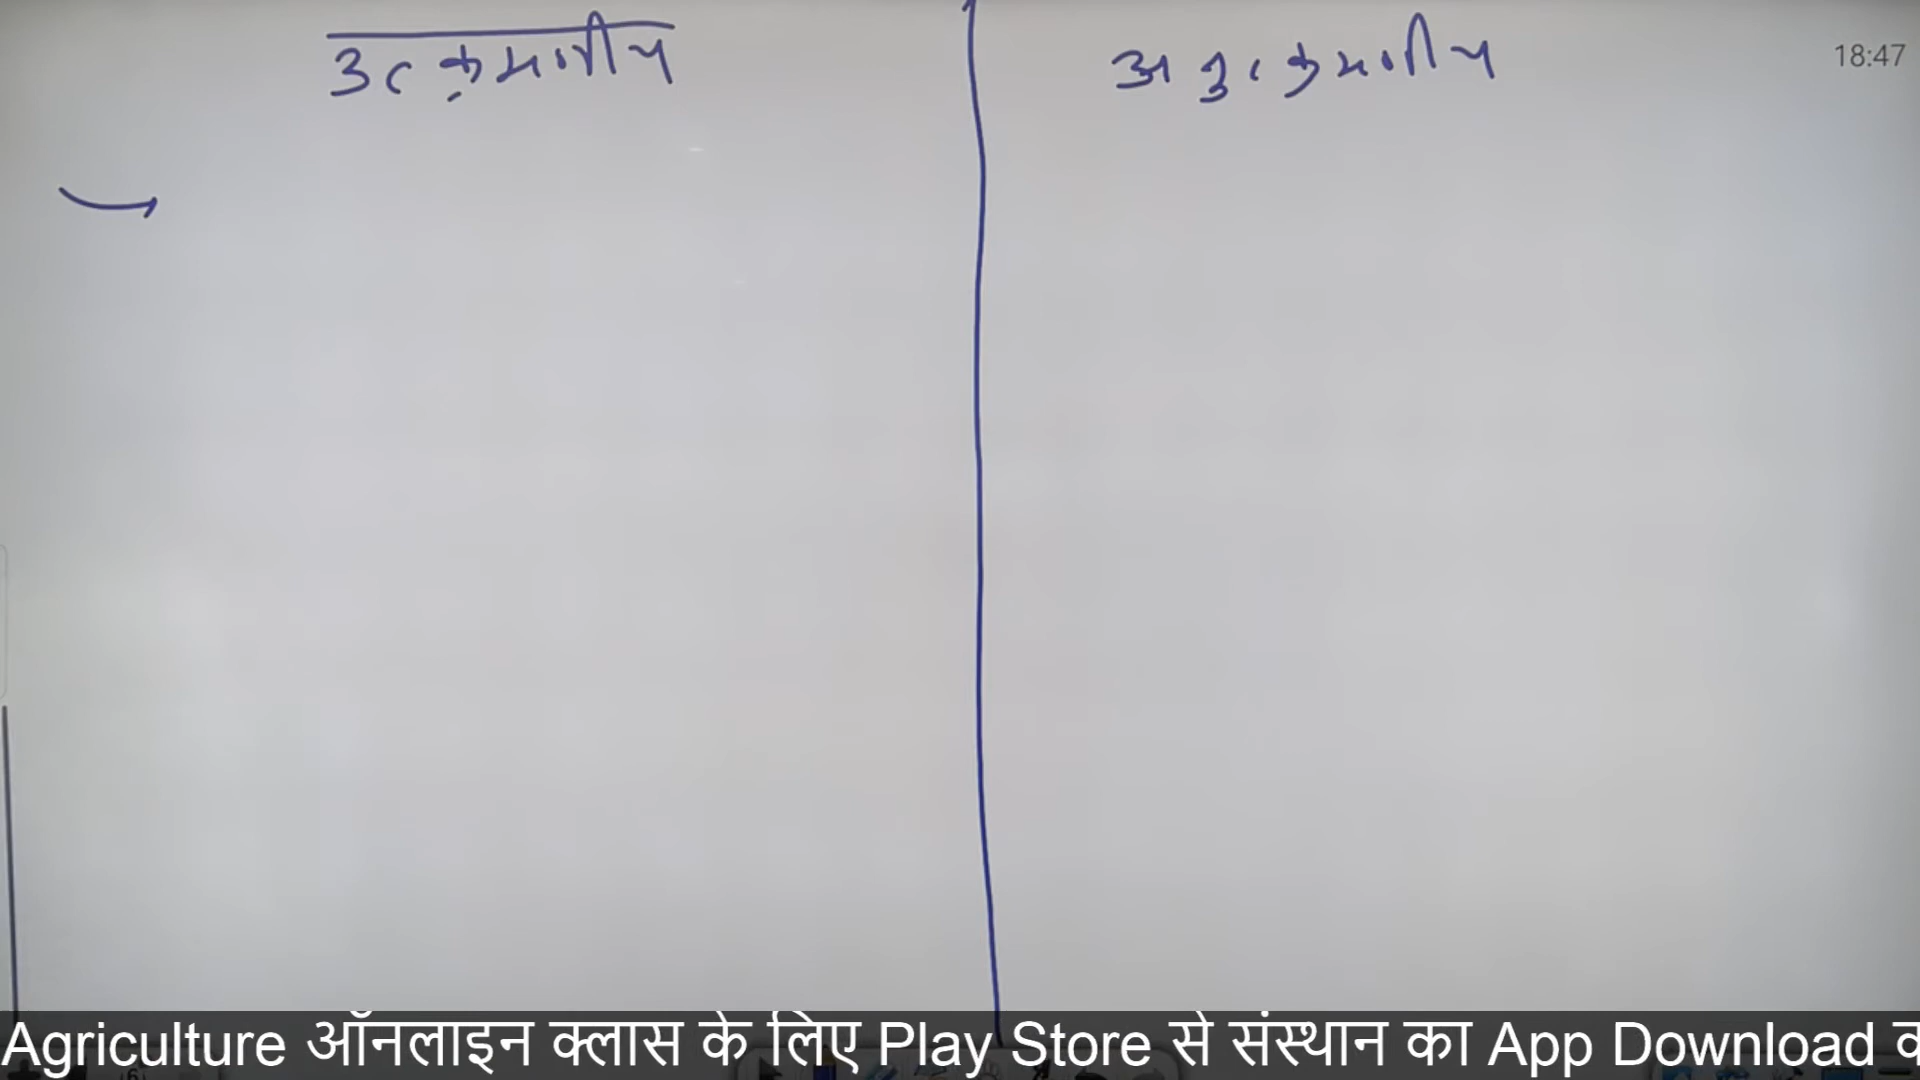 उत्क्रमणीय
अनुत्क्रमणीय
18:47
Agriculture ऑनलाइन क्लास के लिए Play Store से संस्थान का App Download